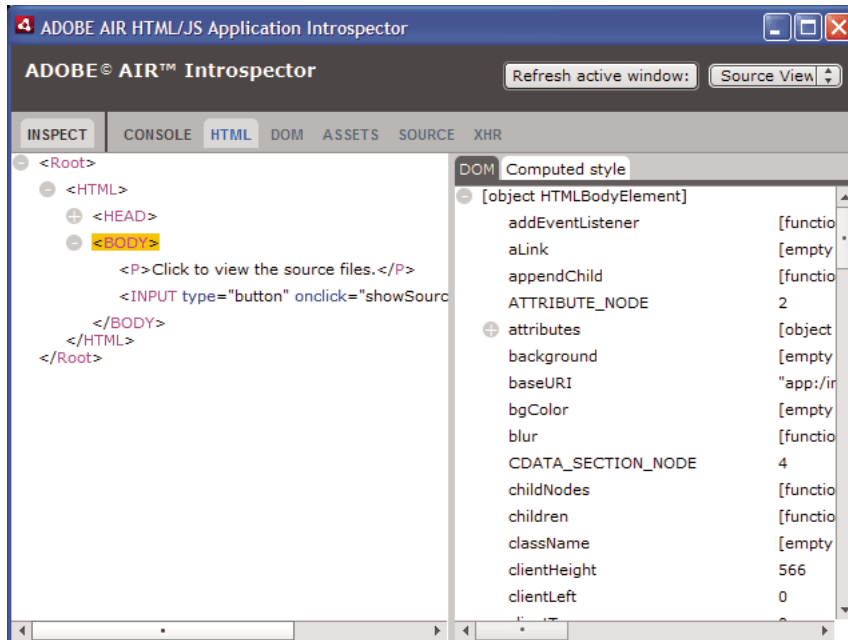 ADOBE AIR HTML/JS Application Introspector
ADOBE© AIR™ Introspector
Refresh active window:
Source View
INSPECT CONSOLE HTML DOM ASSETS SOURCE XHR
<Root>
<HTML>
<HEAD>
<BODY>
<P>Click to view the source files.</P>
<INPUT type="button" onclick="showSourc
</BODY>
</HTML>
</Root>
DOM Computed style
[object HTMLBodyElement]
addEventListener [functio
aLink [empty
appendChild [functio
ATTRIBUTE_NODE 2
attributes [object
background [empty
baseURI "app:/ir
bgColor [empty
blur [functio
CDATA_SECTION_NODE 4
childNodes [functio
children [functio
className [empty
clientHeight 566
clientLeft 0